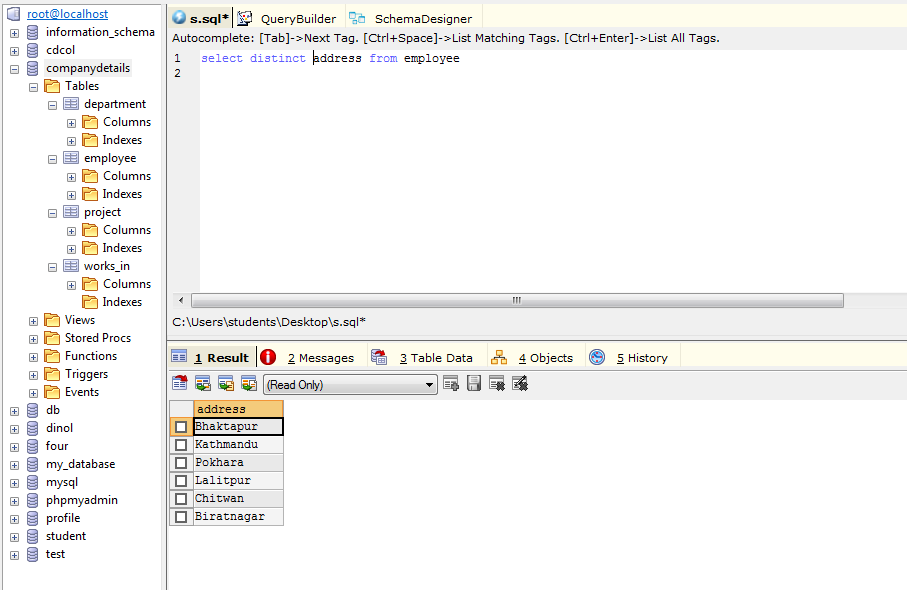 root@localhost
information_schema
cdcol
companydetails
Tables
department
Columns
Indexes
employee
Columns
Indexes
project
Columns
Indexes
works_in
Columns
Indexes
Views
Stored Procs
Functions
Triggers
Events
db
dinol
four
my_database
mysql
phpmyadmin
profile
student
test
s.sql* QueryBuilder SchemaDesigner
Autocomplete: [Tab]->Next Tag. [Ctrl+Space]->List Matching Tags. [Ctrl+Enter]->List All Tags.
1 select distinct address from employee
2
C:\Users\students\Desktop\s.sql*
1 Result 2 Messages 3 Table Data 4 Objects 5 History
(Read Only)
address
Bhaktapur
Kathmandu
Pokhara
Lalitpur
Chitwan
Biratnagar